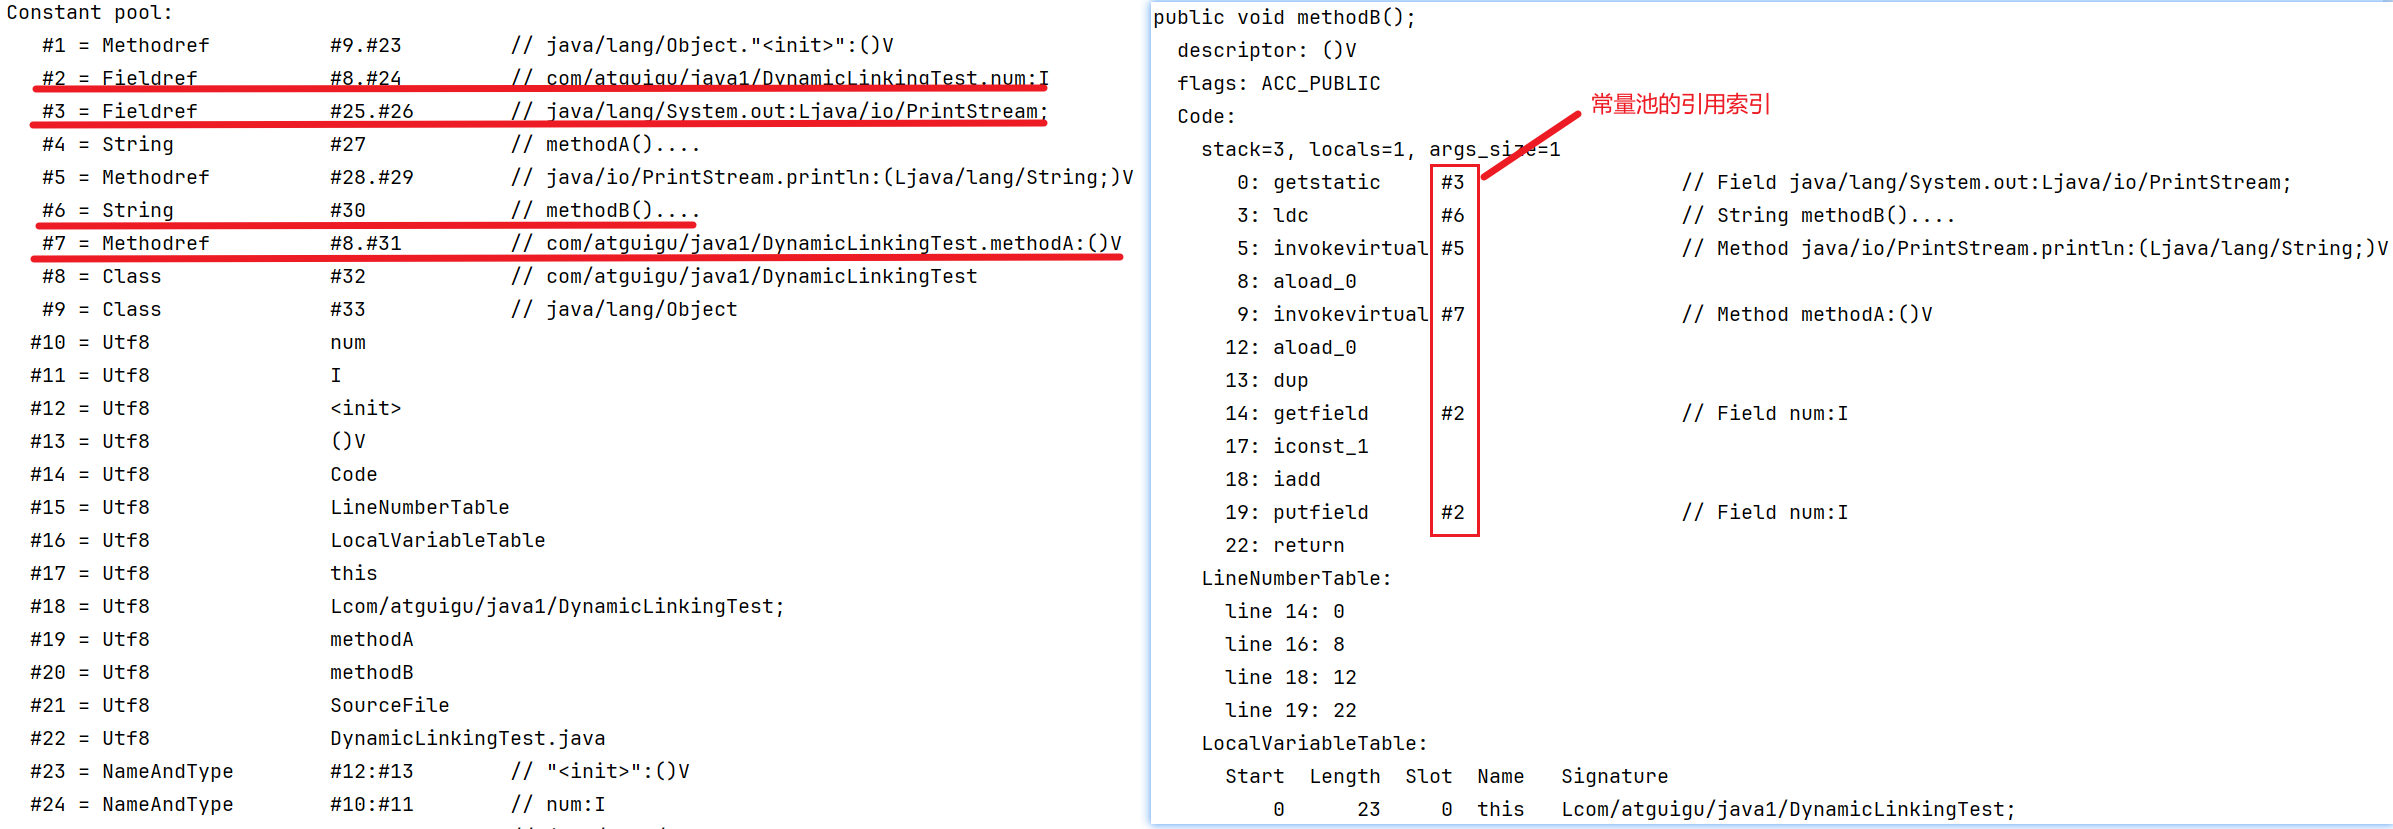 Constant pool:
#1 = Methodref #9.#23 // java/lang/Object."<init>":()V
#2 = Fieldref #8.#24 // com/atguigu/java1/DynamicLinkingTest.num:I
#3 = Fieldref #25.#26 // java/lang/System.out:Ljava/io/PrintStream;
#4 = String #27 // methodA()....
#5 = Methodref #28.#29 // java/io/PrintStream.println:(Ljava/lang/String;)V
#6 = String #30 // methodB()....
#7 = Methodref #8.#31 // com/atguigu/java1/DynamicLinkingTest.methodA:()V
#8 = Class #32 // com/atguigu/java1/DynamicLinkingTest
#9 = Class #33 // java/lang/Object
#10 = Utf8 num
#11 = Utf8 I
#12 = Utf8 <init>
#13 = Utf8 ()V
#14 = Utf8 Code
#15 = Utf8 LineNumberTable
#16 = Utf8 LocalVariableTable
#17 = Utf8 this
#18 = Utf8 Lcom/atguigu/java1/DynamicLinkingTest;
#19 = Utf8 methodA
#20 = Utf8 methodB
#21 = Utf8 SourceFile
#22 = Utf8 DynamicLinkingTest.java
#23 = NameAndType #12:#13 // "<init>":()V
#24 = NameAndType #10:#11 // num:I
public void methodB();
descriptor: ()V
flags: ACC_PUBLIC
常量池的引用索引
Code:
stack=3, locals=1, args_size=1
0: getstatic #3 // Field java/lang/System.out:Ljava/io/PrintStream;
3: ldc #6 // String methodB()....
5: invokevirtual #5 // Method java/io/PrintStream.println:(Ljava/lang/String;)V
8: aload_0
9: invokevirtual #7 // Method methodA:()V
12: aload_0
13: dup
14: getfield #2 // Field num:I
17: iconst_1
18: iadd
19: putfield #2 // Field num:I
22: return
LineNumberTable:
line 14: 0
line 16: 8
line 18: 12
line 19: 22
LocalVariableTable:
Start Length Slot Name Signature
0 23 0 this Lcom/atguigu/java1/DynamicLinkingTest;